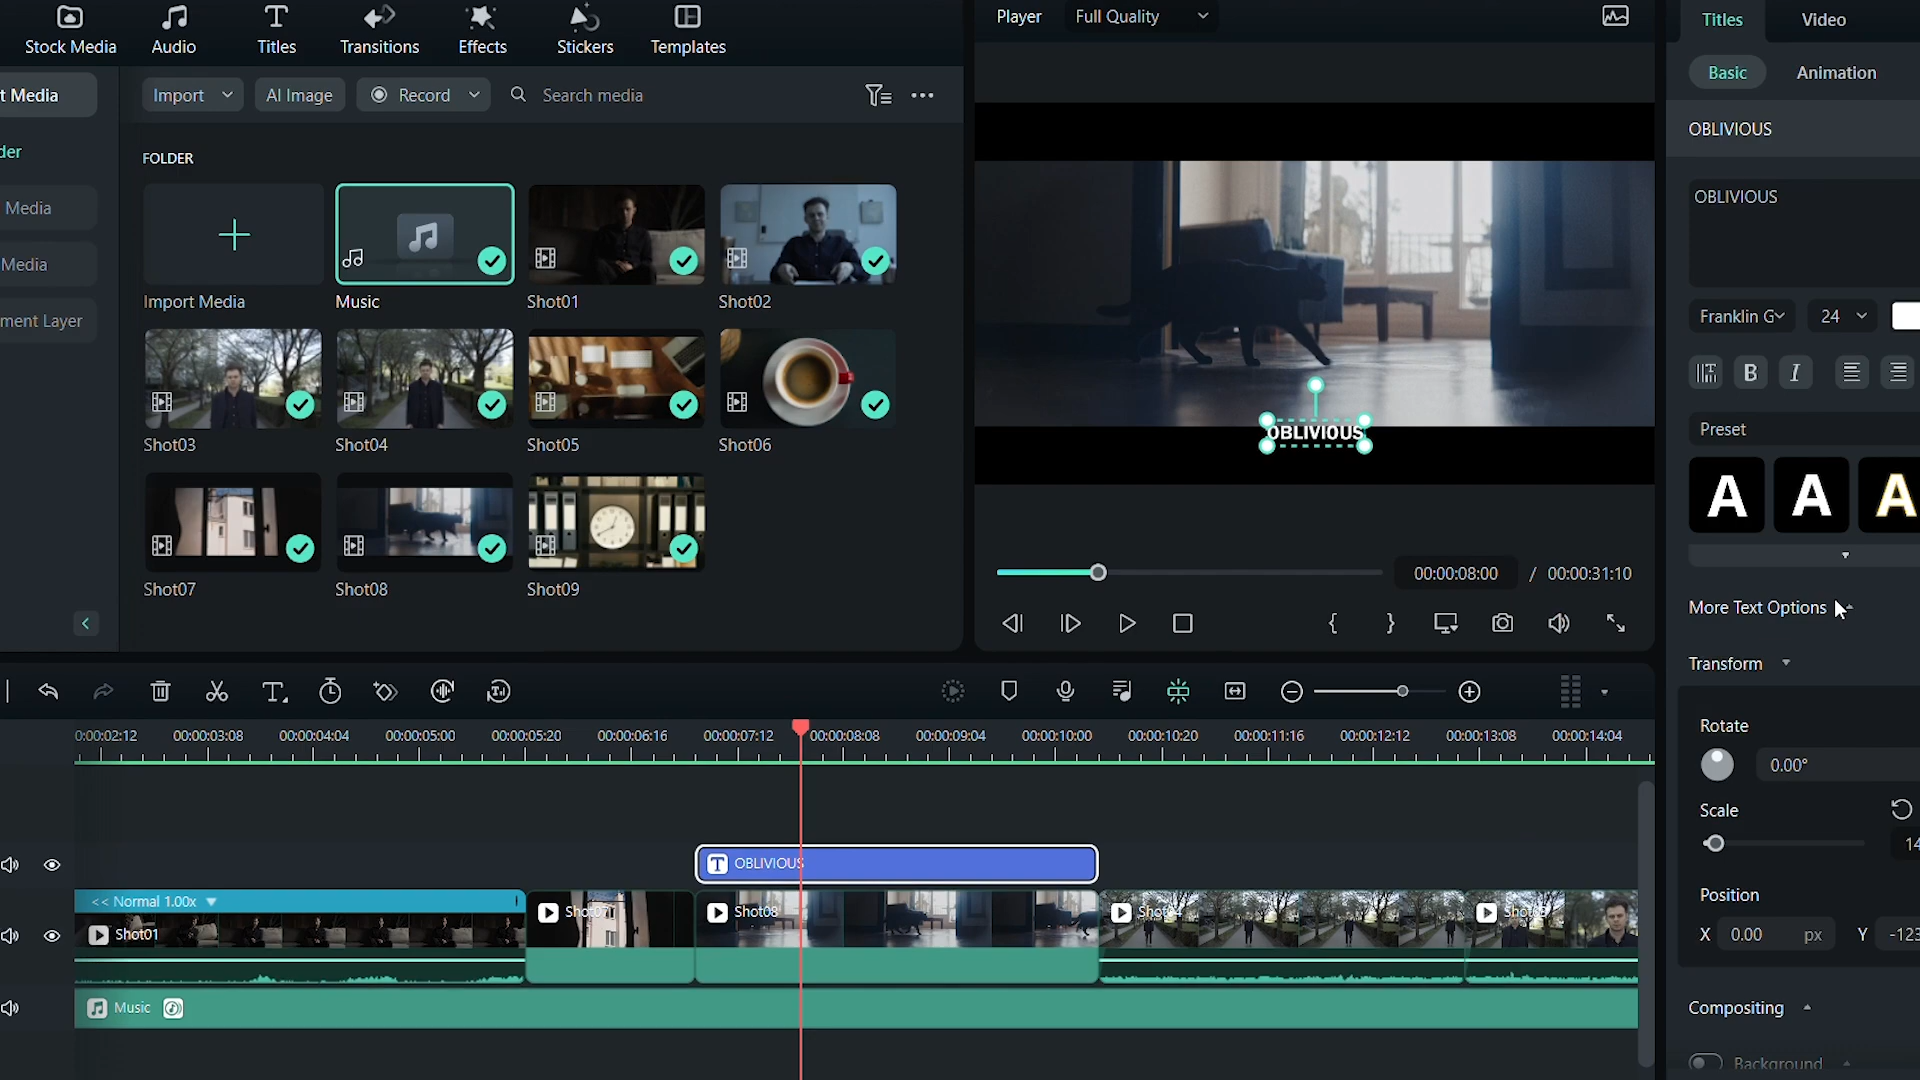 Stock Media
Audio
Titles
Transitions
Effects
Stickers
Templates
t Media
der
Media
Media
ment Layer
Import
AI Image
Record
Search media
FOLDER
Import Media
Music
Shot01
Shot02
Shot03
Shot04
Shot05
Shot06
Shot07
Shot08
Shot09
Player
Full Quality
OBLIVIOUS
00:00:08:00 / 00:00:31:10
Titles
Video
Basic
Animation
OBLIVIOUS
OBLIVIOUS
Franklin G
24
B
I
Preset
A
A
A
More Text Options
Transform
Rotate
0.00°
Scale
14
Position
X 0.00 px Y -123
Compositing
Background
0:00:02:12
00:00:03:08
00:00:04:04
00:00:05:00
00:00:05:20
00:00:06:16
00:00:07:12
00:00:08:08
00:00:09:04
00:00:10:00
00:00:10:20
00:00:11:16
00:00:12:12
00:00:13:08
00:00:14:04
T OBLIVIOUS
<< Normal 1.00x
Shot01
Shot07
Shot08
Music